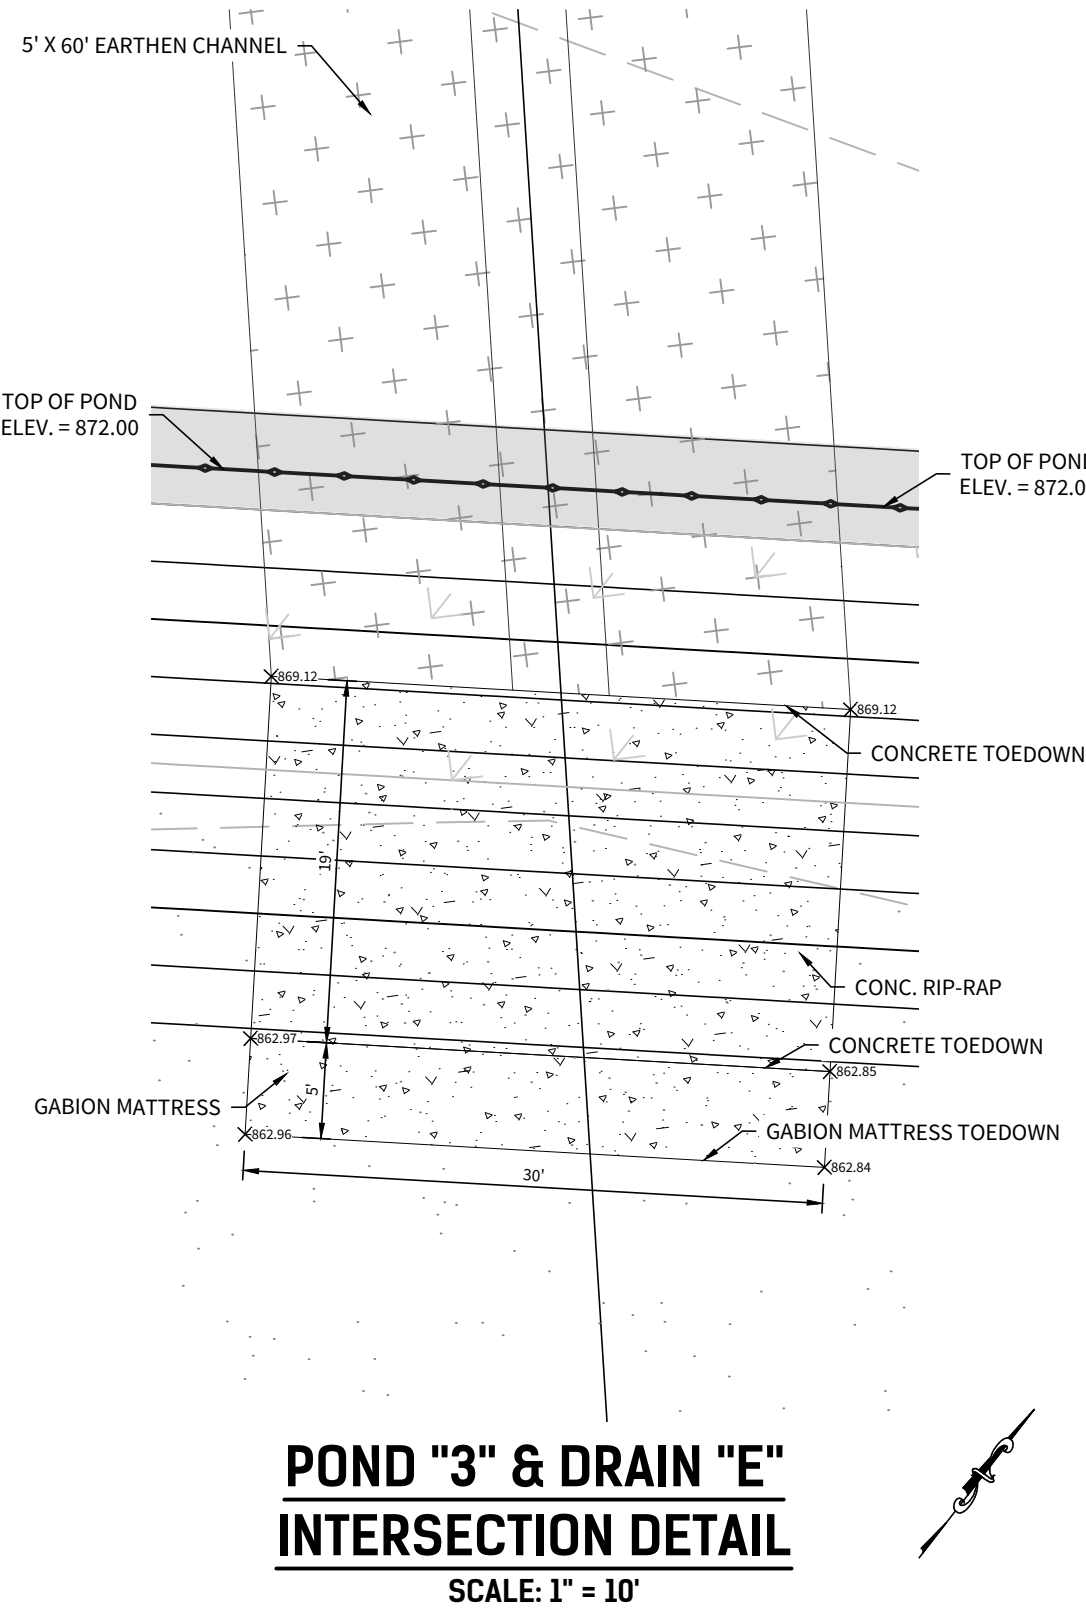 5' X 60' EARTHEN CHANNEL
TOP OF POND
ELEV. = 872.00
TOP OF PON
ELEV. = 872.0
869.12
869.12
CONCRETE TOEDOWN
19'
CONC. RIP-RAP
862.97
CONCRETE TOEDOWN
862.85
5'
GABION MATTRESS
862.96
GABION MATTRESS TOEDOWN
862.84
30'
POND "3" & DRAIN "E"
INTERSECTION DETAIL
SCALE: 1" = 10'